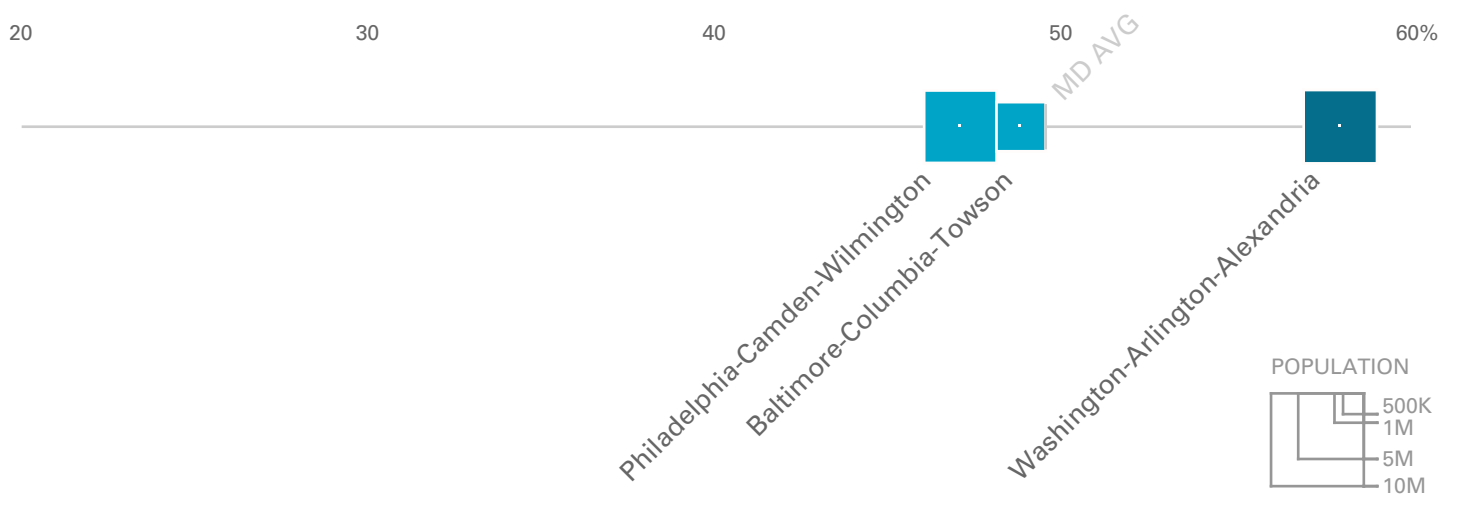 20 30 40 50 60%
MD AVG
Philadelphia-Camden-Wilmington
Baltimore-Columbia-Towson
Washington-Arlington-Alexandria
POPULATION
500K
1M
5M
10M